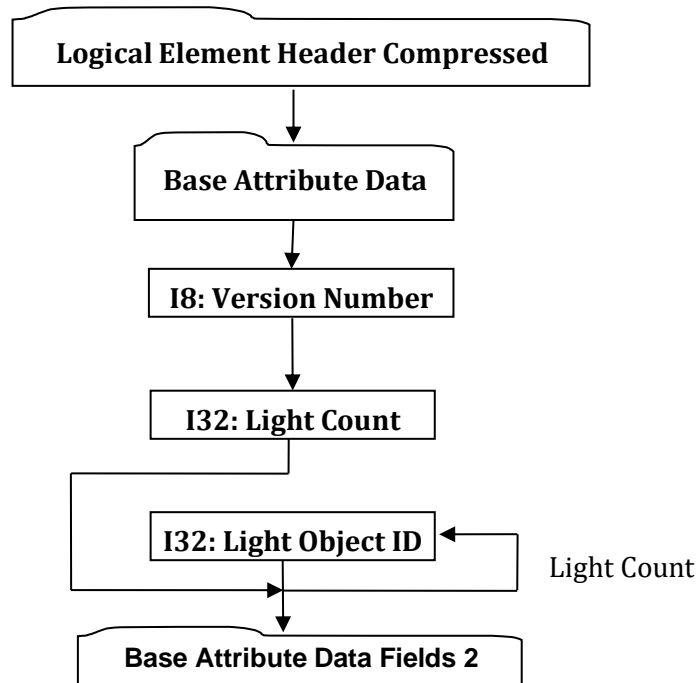 Logical Element Header Compressed
Base Attribute Data
I8: Version Number
I32: Light Count
I32: Light Object ID
Light Count
Base Attribute Data Fields 2